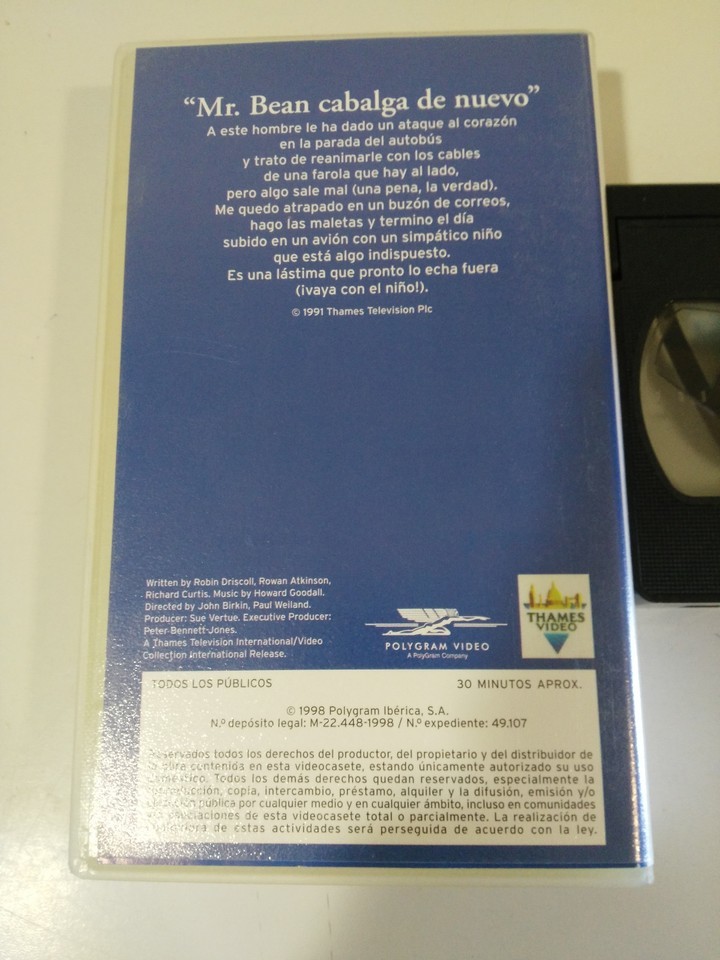 “Mr. Bean cabalga de nuevo”
A este hombre le ha dado un ataque al corazón
en la parada del autobús
y trato de reanimarle con los cables
de una farola que hay al lado,
pero algo sale mal (una pena, la verdad).
Me quedo atrapado en un buzón de correos,
hago las maletas y termino el día
subido en un avión con un simpático niño
que está algo indispuesto.
Es una lástima que pronto lo echa fuera
(¡vaya con el niño!).
© 1991 Thames Television Plc
Written by Robin Driscoll, Rowan Atkinson,
Richard Curtis. Music by Howard Goodall.
Directed by John Birkin, Paul Weiland.
Producer: Sue Vertue. Executive Producer:
Peter Bennett-Jones.
A Thames Television International/Video
Collection International Release.
POLYGRAM VIDEO
A PolyGram Company
THAMES
VIDEO
TODOS LOS PÚBLICOS 30 MINUTOS APROX.
© 1998 Polygram Ibérica, S.A.
N.º depósito legal: M-22.448-1998 / N.º expediente: 49.107
Reservados todos los derechos del productor, del propietario y del distribuidor de
la obra contenida en esta videocasete, estando únicamente autorizado su uso
doméstico. Todos los demás derechos quedan reservados, especialmente la
copia, intercambio, préstamo, alquiler y la difusión, emisión y/o
pública por cualquier medio y en cualquier ámbito, incluso en comunidades
asociaciones de esta videocasete total o parcialmente. La realización de
de estas actividades será perseguida de acuerdo con la ley.